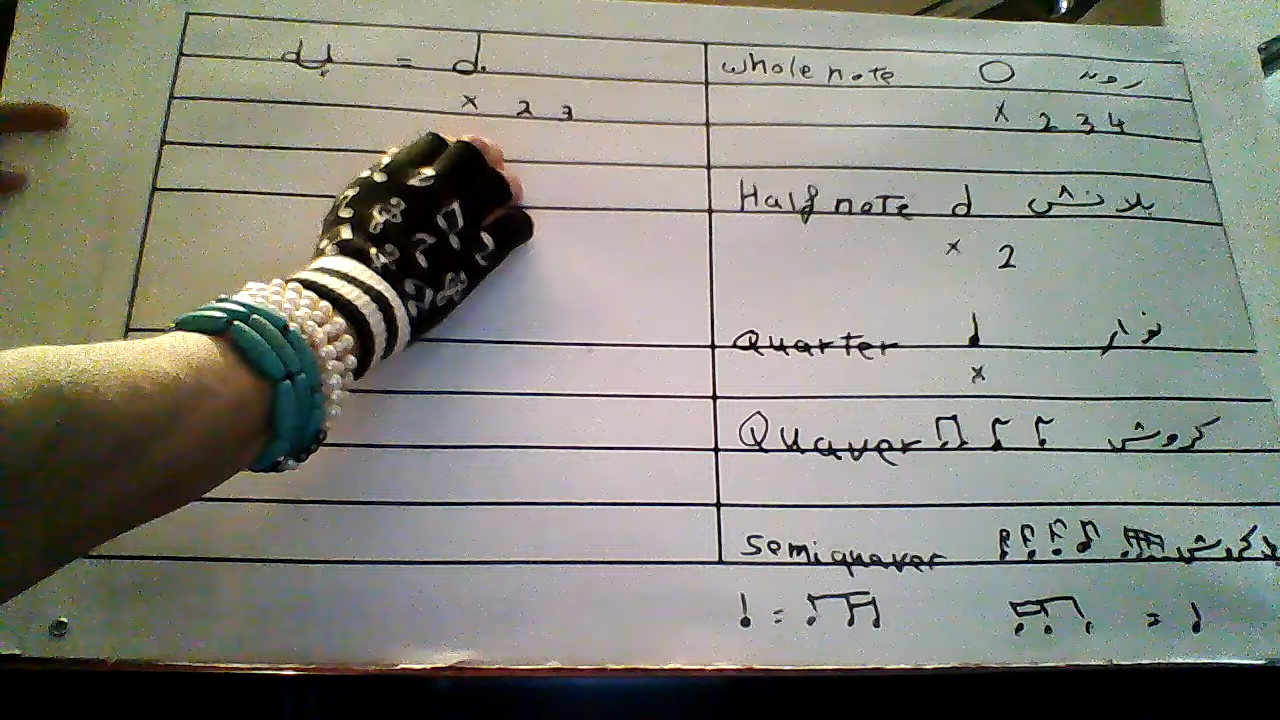 d d = d.
x 2 3
whole note O روند
x 2 3 4
Half note d بلانش
x 2
Quarter ♩ نوار
x
Quaver ♫ ♪ ♪ کروش
semiquaver
♩ = ♬ ♬ = ♩